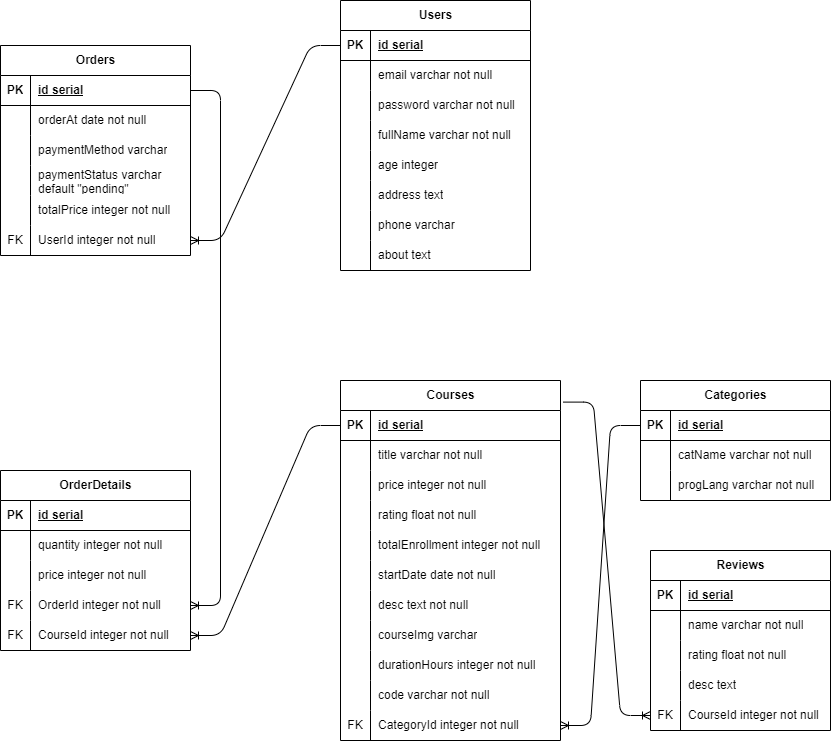 Users
PK id serial
email varchar not null
password varchar not null
fullName varchar not null
age integer
address text
phone varchar
about text
Orders
PK id serial
orderAt date not null
paymentMethod varchar
paymentStatus varchar
default "pending"
totalPrice integer not null
FK UserId integer not null
Courses
PK id serial
title varchar not null
price integer not null
rating float not null
totalEnrollment integer not null
startDate date not null
desc text not null
courseImg varchar
durationHours integer not null
code varchar not null
FK CategoryId integer not null
Categories
PK id serial
catName varchar not null
progLang varchar not null
OrderDetails
PK id serial
quantity integer not null
price integer not null
FK OrderId integer not null
FK CourseId integer not null
Reviews
PK id serial
name varchar not null
rating float not null
desc text
FK CourseId integer not null